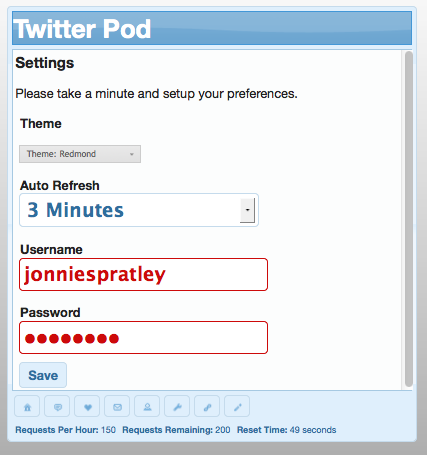 Twitter Pod
Settings
Please take a minute and setup your preferences.
Theme
Theme: Redmond
Auto Refresh
3 Minutes
Username
jonniespratley
Password
●●●●●●●●
Save
Requests Per Hour: 150 Requests Remaining: 200 Reset Time: 49 seconds